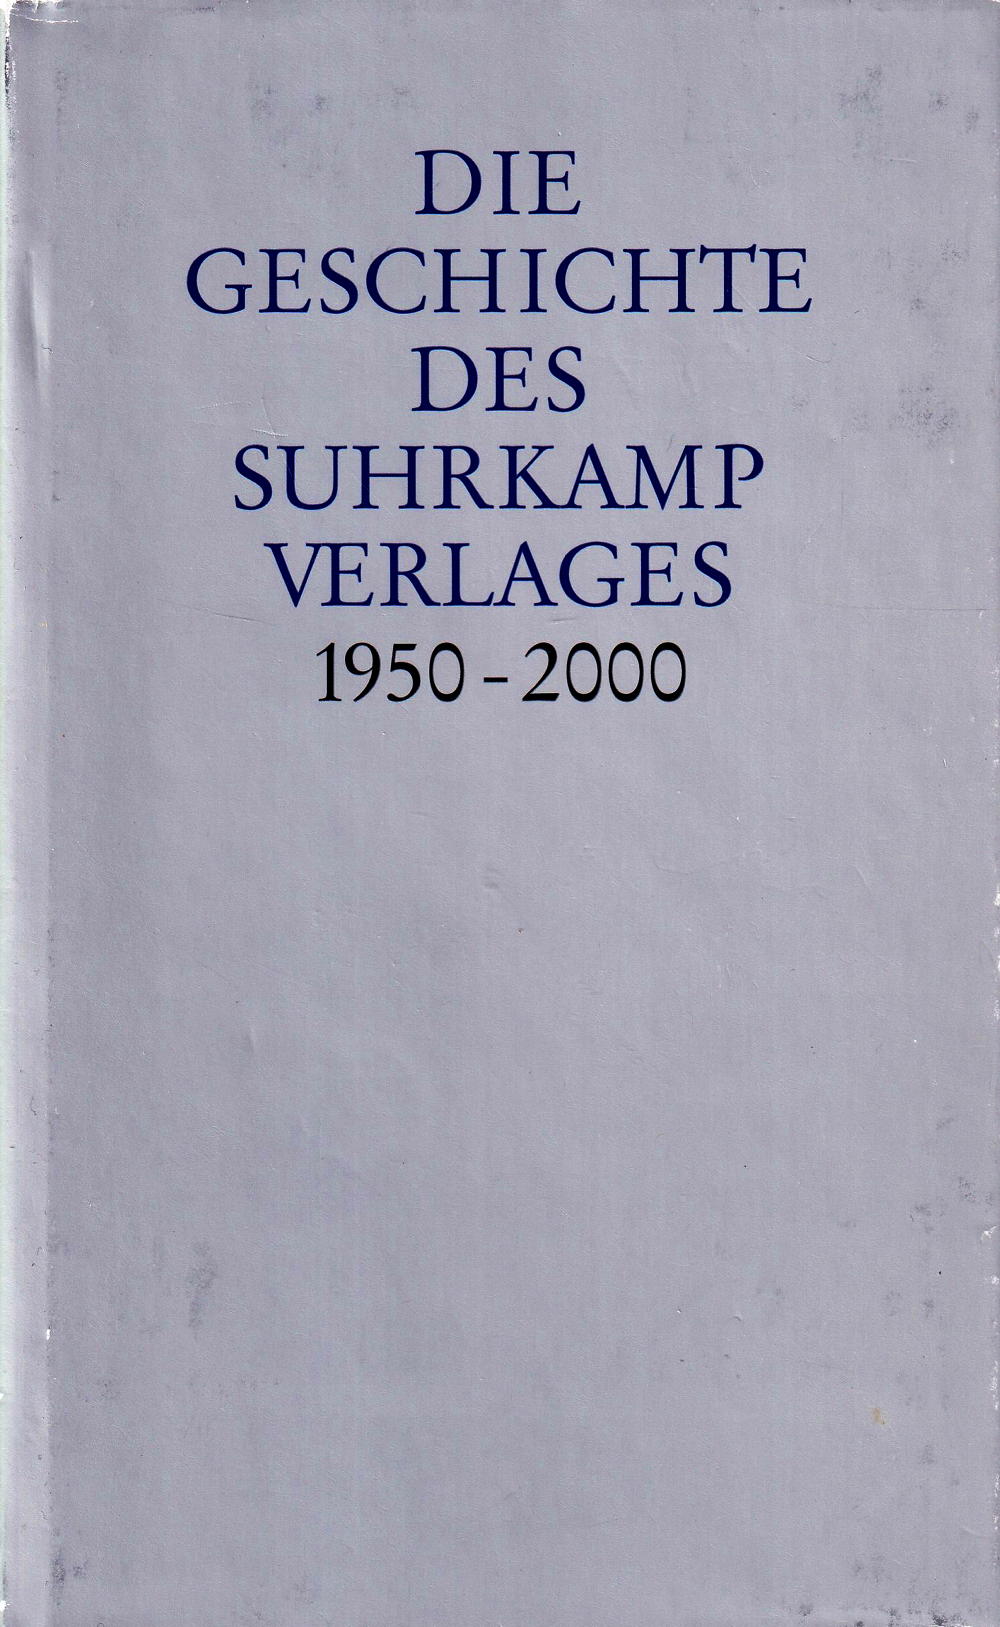 DIE
GESCHICHTE
DES
SUHRKAMP
VERLAGES
1950 – 2000